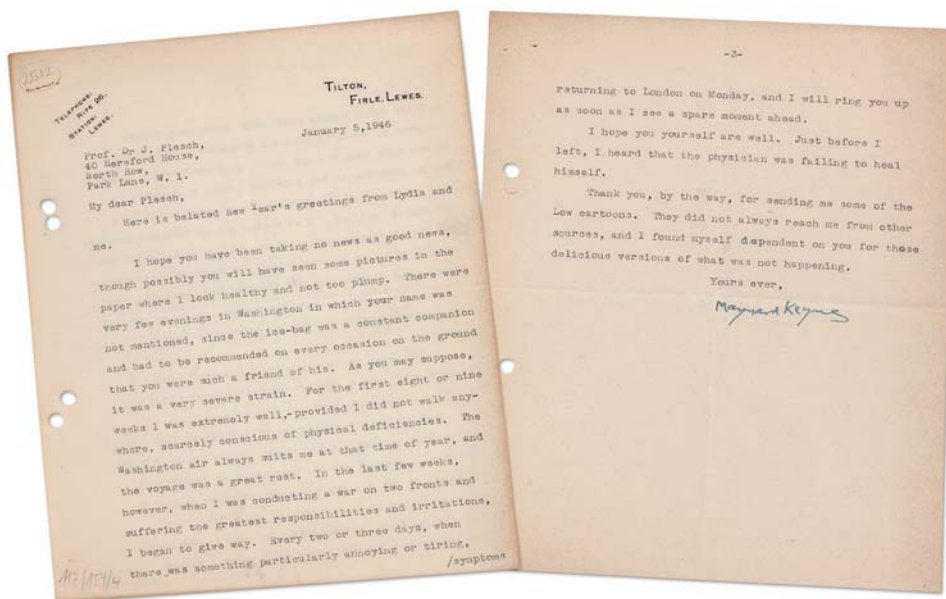 (2512)
TELEPHONE:
RIPE 26.
STATION:
LEWES.
TILTON,
FIRLE, LEWES.
January 5,1946
Prof. Dr J. Plesch,
40 Hereford House,
North Row,
Park Lane, W. 1.
My dear Plesch,
Here is belated New Year's greetings from Lydia and
me.
I hope you have been taking no news as good news,
though possibly you will have seen some pictures in the
paper where I look healthy and not too plump. There were
very few evenings in Washington in which your name was
not mentioned, since the ice-bag was a constant companion
and had to be recommended on every occasion on the ground
that you were such a friend of his. As you may suppose,
it was a very severe strain. For the first eight or nine
weeks I was extremely well,-provided I did not walk any-
where, scarcely conscious of physical deficiencies. The
Washington air always suits me at that time of year, and
the voyage was a great rest. In the last few weeks,
however, when I was conducting a war on two fronts and
suffering the greatest responsibilities and irritations,
I began to give way. Every two or three days, when
there was something particularly annoying or tiring,
/symptoms
112/154/4
-3-
returning to London on Monday, and I will ring you up
as soon as I see a spare moment ahead.
I hope you yourself are well. Just before I
left, I heard that the physician was failing to heal
himself.
Thank you, by the way, for sending me some of the
Low cartoons. They did not always reach me from other
sources, and I found myself dependent on you for those
delicious versions of what was not happening.
Yours ever,
Maynard Keynes